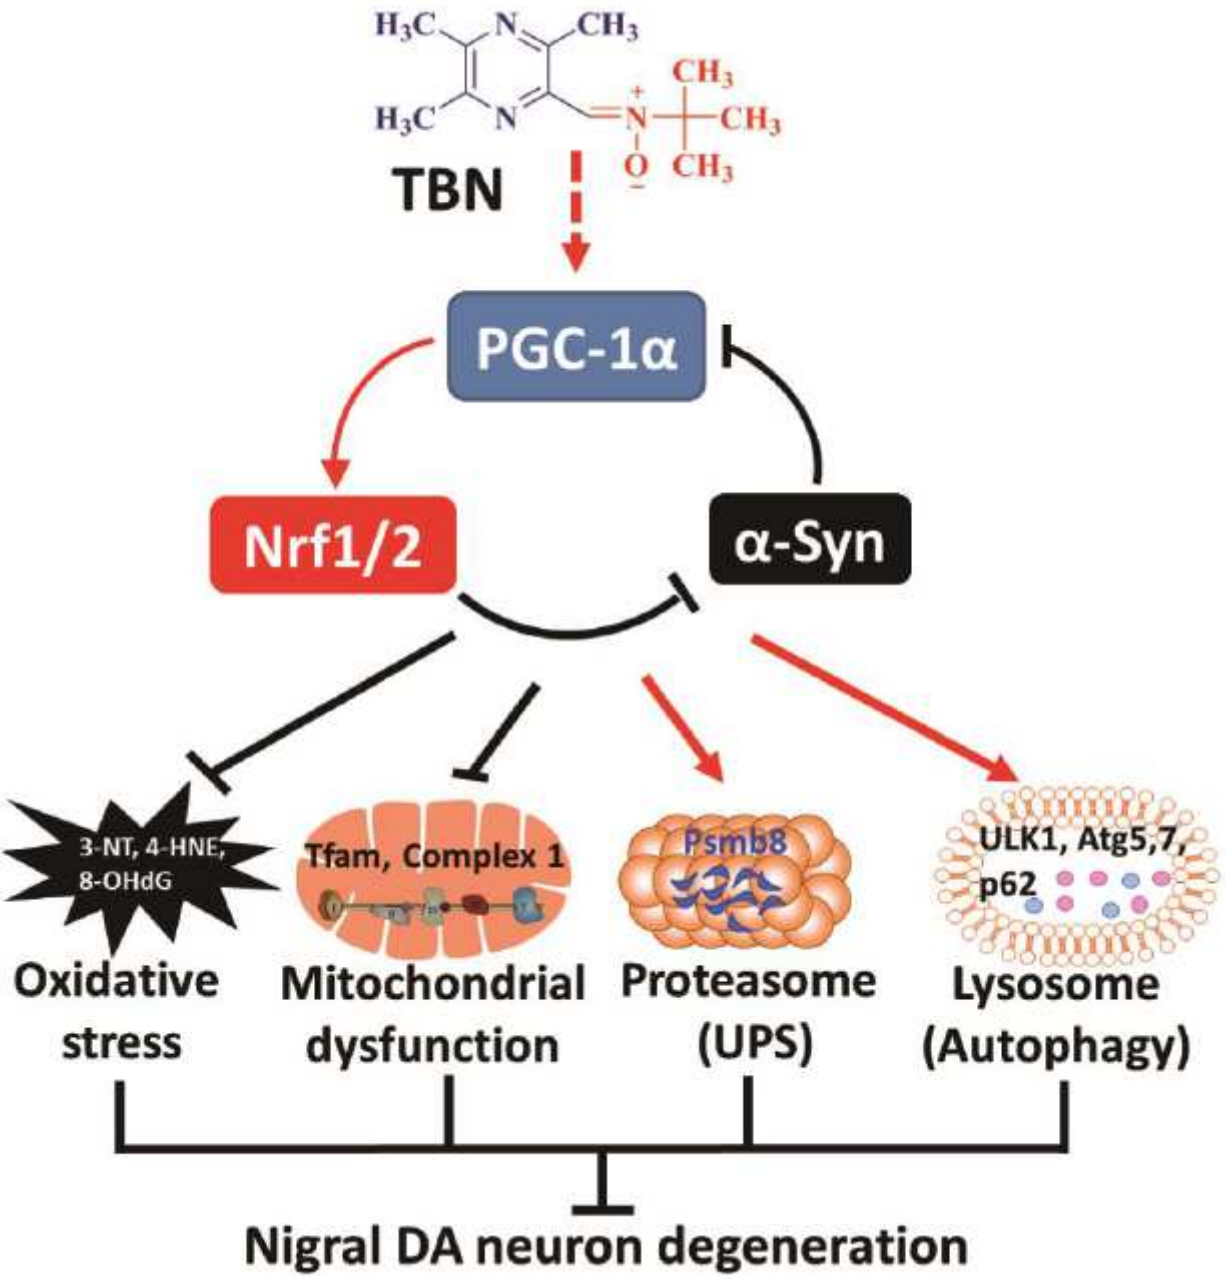 H₃C
N
CH₃
H₃C
N
CH₃
+
N
CH₃
O
−
CH₃
TBN
PGC-1α
Nrf1/2
α-Syn
3-NT, 4-HNE,
8-OHdG
Tfam, Complex 1
Psmb8
ULK1, Atg5,7,
p62
Oxidative
stress
Mitochondrial
dysfunction
Proteasome
(UPS)
Lysosome
(Autophagy)
Nigral DA neuron degeneration